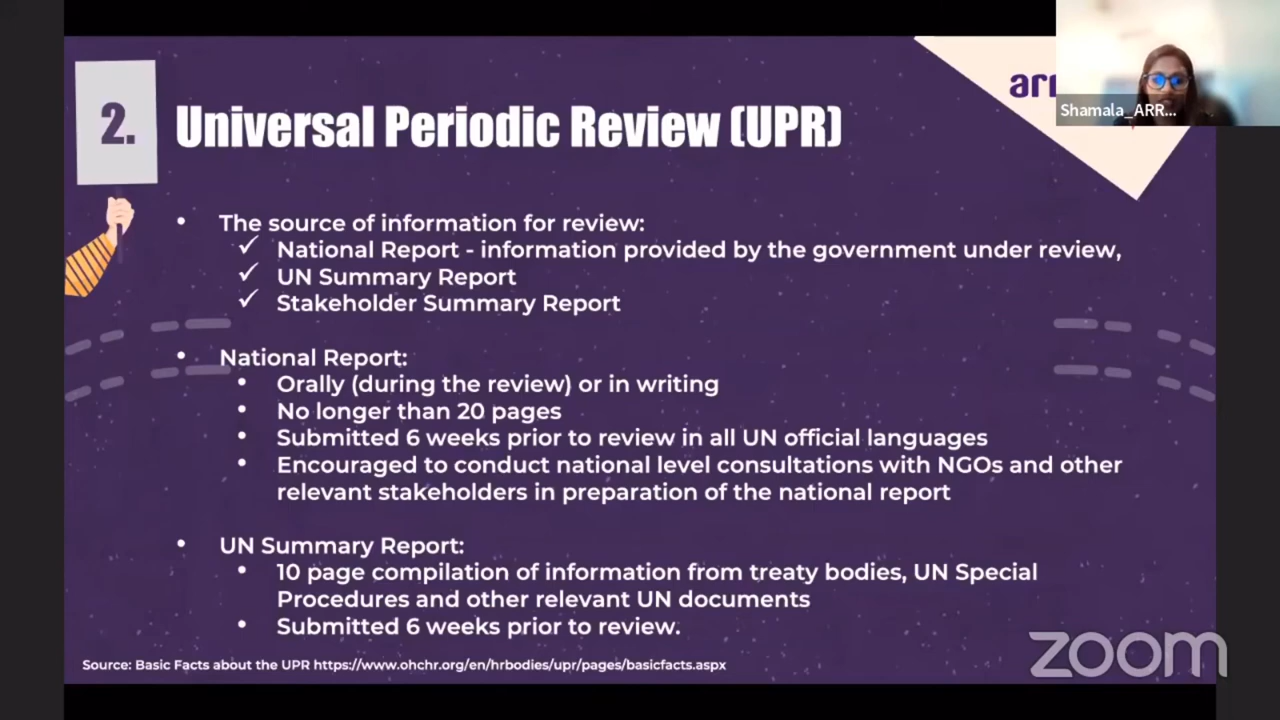 arr
Shamala_ARR...
2.
Universal Periodic Review (UPR)
• The source of information for review:
✓ National Report - information provided by the government under review,
✓ UN Summary Report
✓ Stakeholder Summary Report
• National Report:
• Orally (during the review) or in writing
• No longer than 20 pages
• Submitted 6 weeks prior to review in all UN official languages
• Encouraged to conduct national level consultations with NGOs and other
relevant stakeholders in preparation of the national report
• UN Summary Report:
• 10 page compilation of information from treaty bodies, UN Special
Procedures and other relevant UN documents
• Submitted 6 weeks prior to review.
Source: Basic Facts about the UPR https://www.ohchr.org/en/hrbodies/upr/pages/basicfacts.aspx
zoom